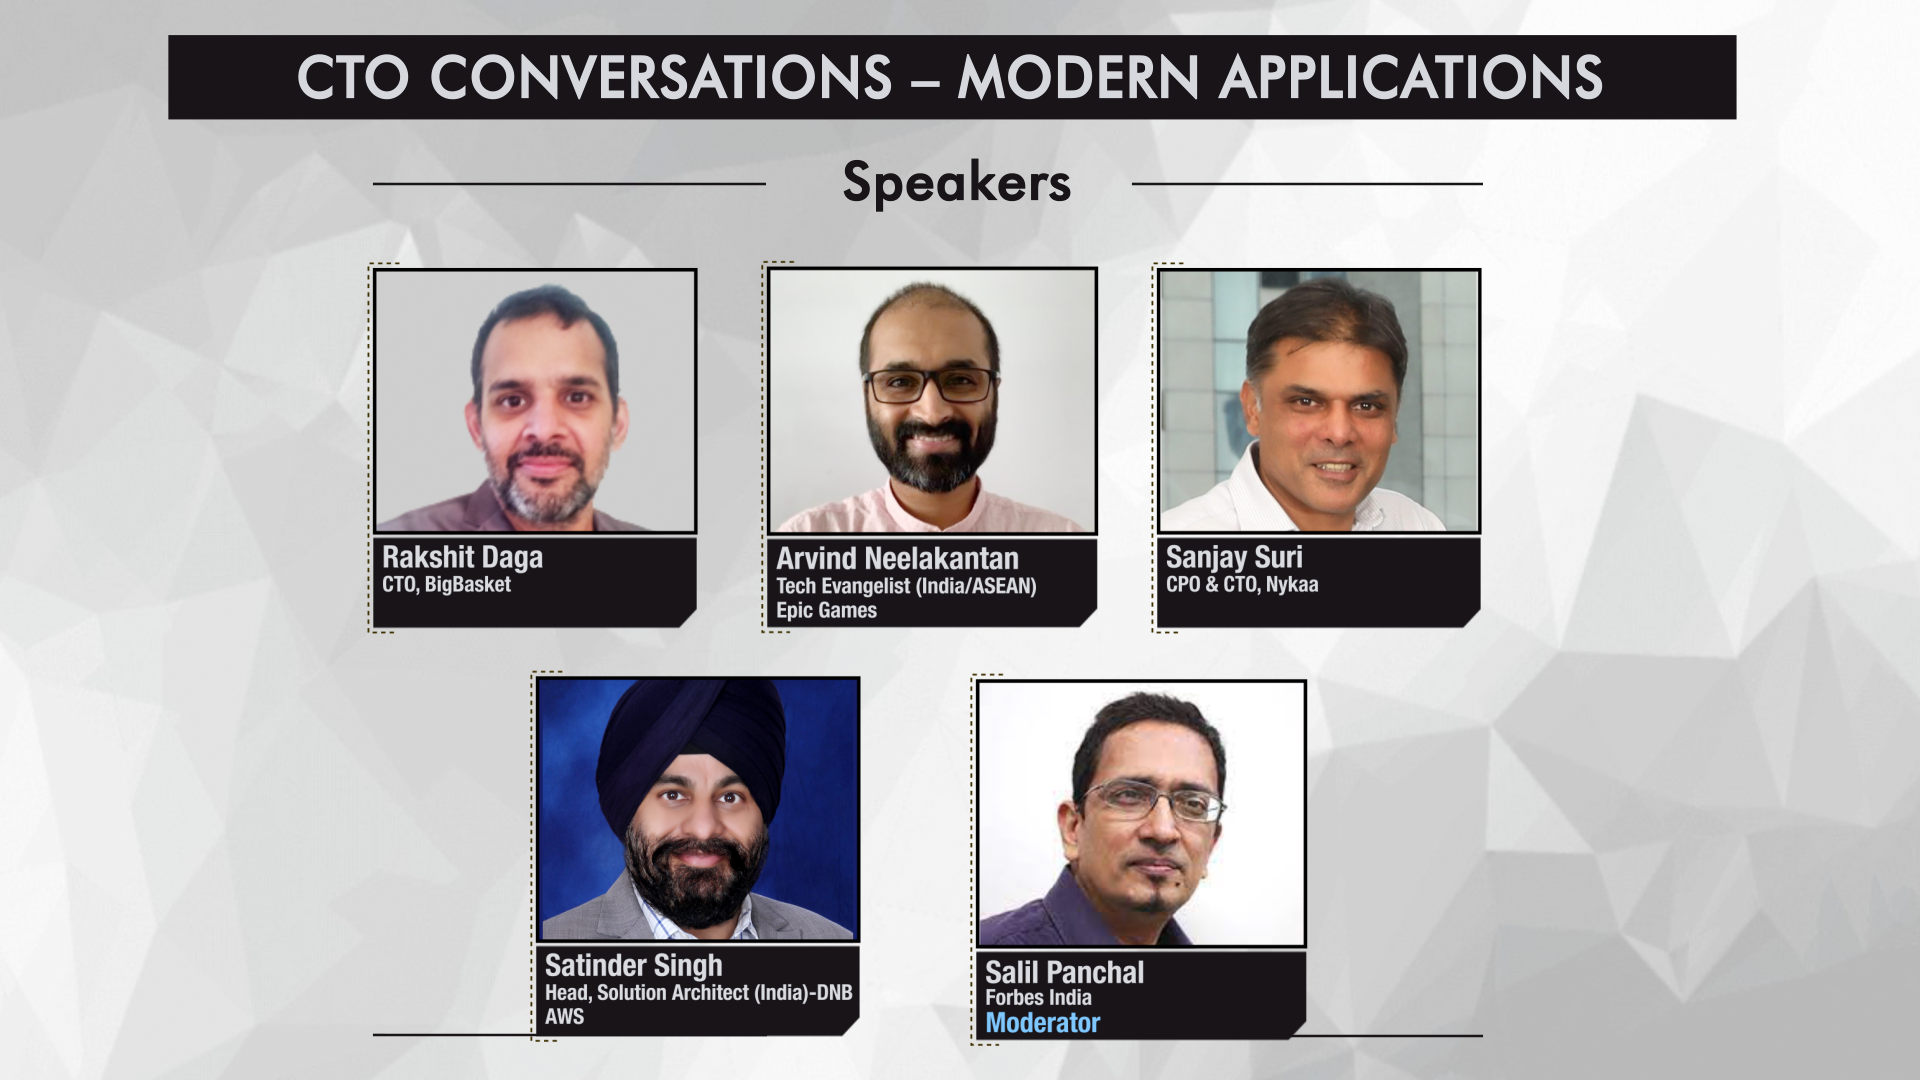 CTO CONVERSATIONS – MODERN APPLICATIONS
Speakers
Rakshit Daga
CTO, BigBasket
Arvind Neelakantan
Tech Evangelist (India/ASEAN)
Epic Games
Sanjay Suri
CPO & CTO, Nykaa
Satinder Singh
Head, Solution Architect (India)-DNB
AWS
Salil Panchal
Forbes India
Moderator